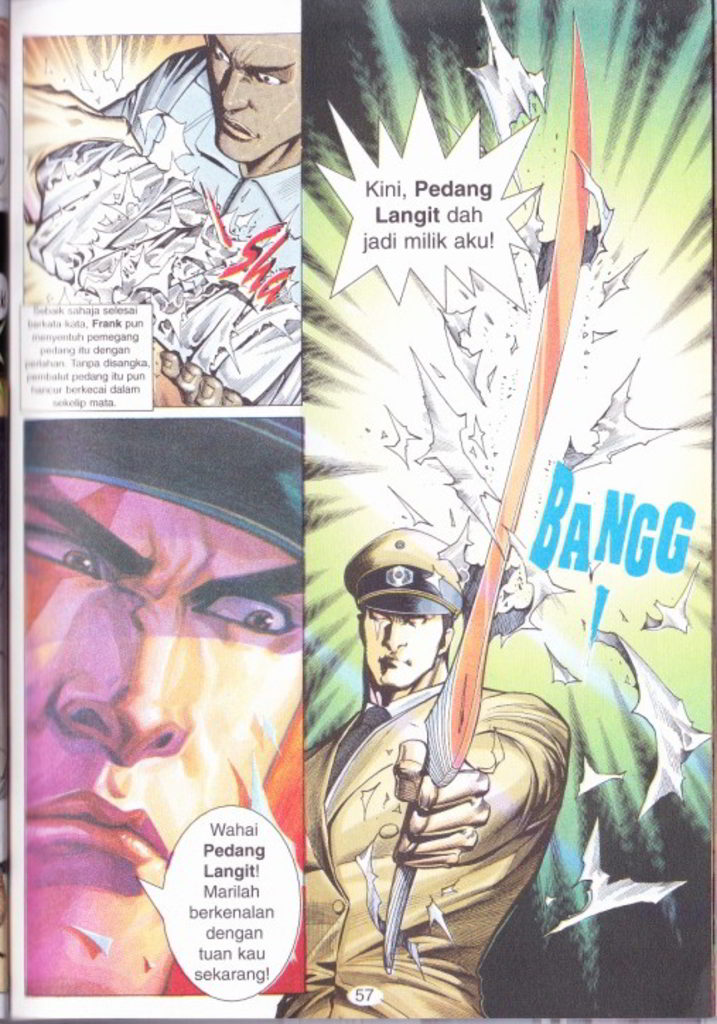 Sebaik sahaja selesai
berkata kata, Frank pun
menyentuh pemegang
pedang itu dengan
perlahan. Tanpa disangka,
pembalut pedang itu pun
hancur berkecai dalam
sekelip mata.
Wahai
Pedang
Langit!
Marilah
berkenalan
dengan
tuan kau
sekarang!
Kini, Pedang
Langit dah
jadi milik aku!
BANGG
!
57